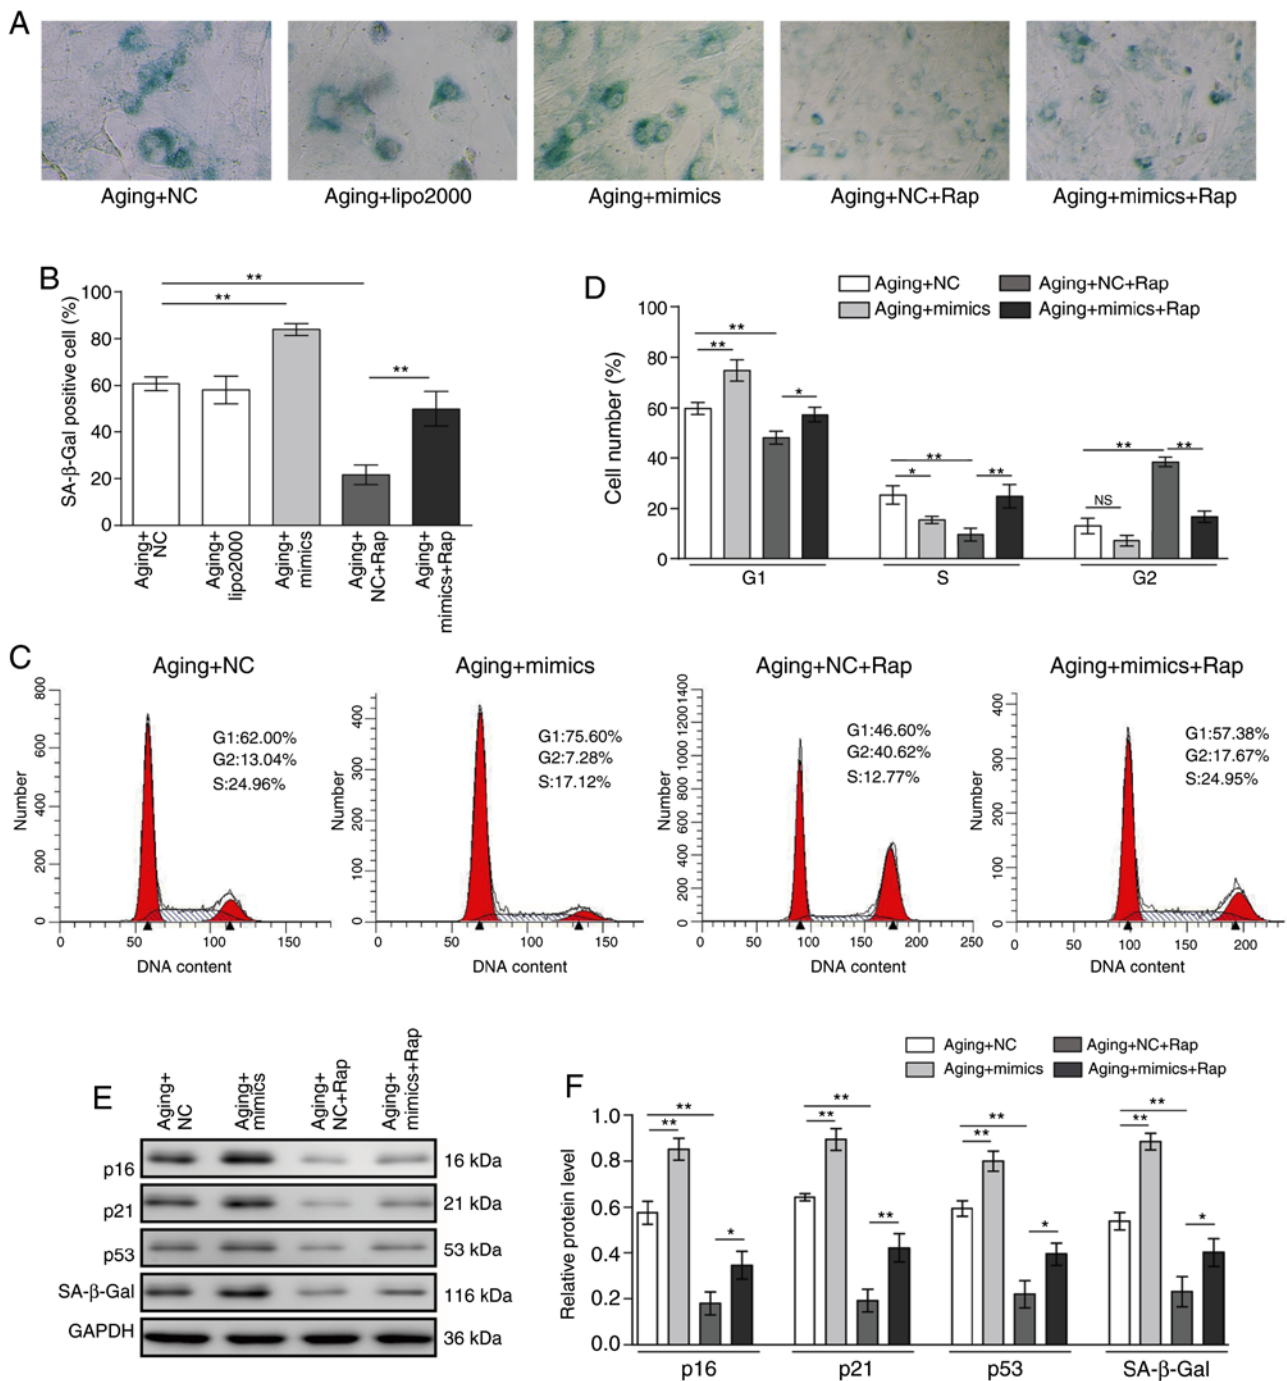 A
Aging+NC
Aging+lipo2000
Aging+mimics
Aging+NC+Rap
Aging+mimics+Rap
B
SA-β-Gal positive cell (%)
100
80
60
40
20
0
**
**
**
Aging+
NC
Aging+
lipo2000
Aging+
mimics
Aging+
NC+Rap
Aging+
mimics+Rap
D
Aging+NC
Aging+NC+Rap
Aging+mimics
Aging+mimics+Rap
Cell number (%)
100
80
60
40
20
0
**
**
*
**
*
**
**
**
NS
G1
S
G2
C
Aging+NC
Aging+mimics
Aging+NC+Rap
Aging+mimics+Rap
Number
800
600
400
200
0
G1:62.00%
G2:13.04%
S:24.96%
0 50 100 150
DNA content
Number
400
300
200
100
0
G1:75.60%
G2:7.28%
S:17.12%
0 50 100 150
DNA content
Number
1400
1200
1000
800
600
400
200
0
G1:46.60%
G2:40.62%
S:12.77%
0 50 100 150 200 250
DNA content
Number
400
300
200
100
0
G1:57.38%
G2:17.67%
S:24.95%
0 50 100 150 200
DNA content
E
Aging+
NC
Aging+
mimics
Aging+
NC+Rap
Aging+
mimics+Rap
p16 16 kDa
p21 21 kDa
p53 53 kDa
SA-β-Gal 116 kDa
GAPDH 36 kDa
F
Aging+NC
Aging+NC+Rap
Aging+mimics
Aging+mimics+Rap
Relative protein level
1.0
0.8
0.6
0.4
0.2
0.0
**
**
*
**
**
**
**
**
*
**
**
*
p16
p21
p53
SA-β-Gal